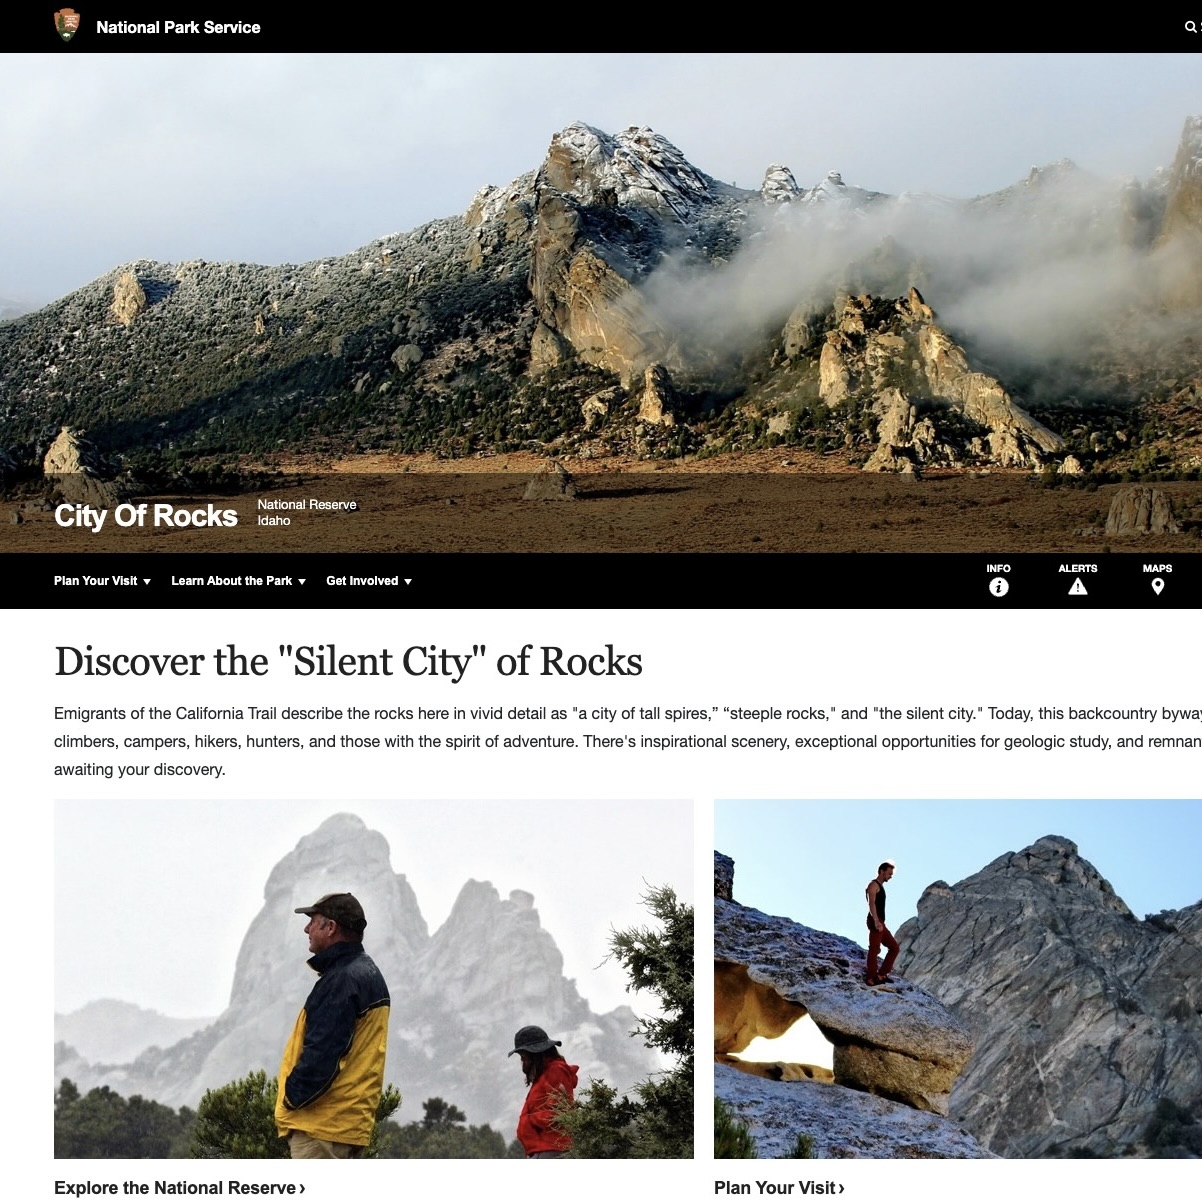 National Park Service
City Of Rocks
National Reserve
Idaho
Plan Your Visit
Learn About the Park
Get Involved
INFO
ALERTS
MAPS
Discover the "Silent City" of Rocks
Emigrants of the California Trail describe the rocks here in vivid detail as "a city of tall spires,” “steeple rocks," and "the silent city." Today, this backcountry
climbers, campers, hikers, hunters, and those with the spirit of adventure. There's inspirational scenery, exceptional opportunities for geologic study, and
awaiting your discovery.
Explore the National Reserve ›
Plan Your Visit ›